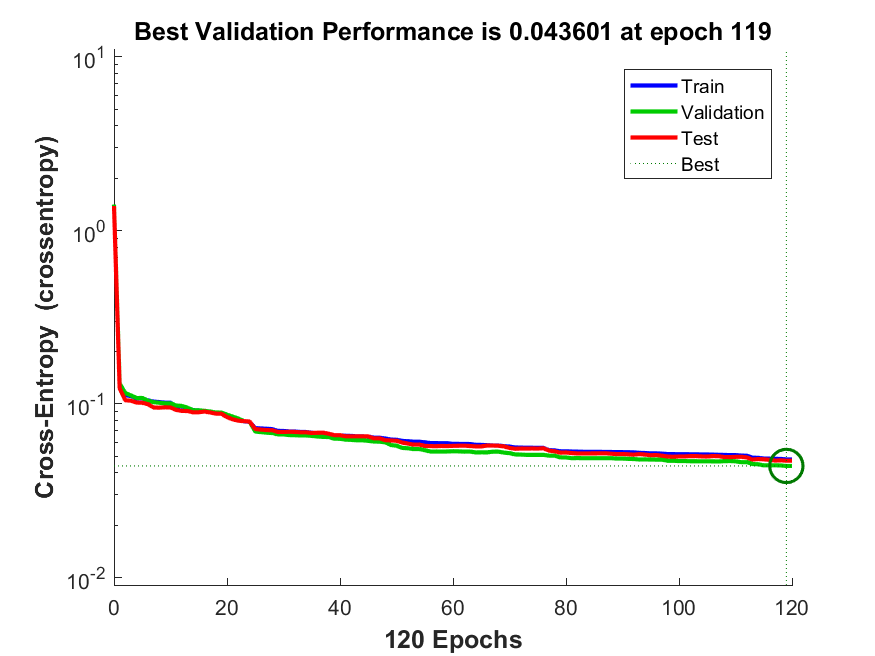 Best Validation Performance is 0.043601 at epoch 119
10^1
10^0
10^-1
10^-2
Cross-Entropy (crossentropy)
Train
Validation
Test
Best
0 20 40 60 80 100 120
120 Epochs